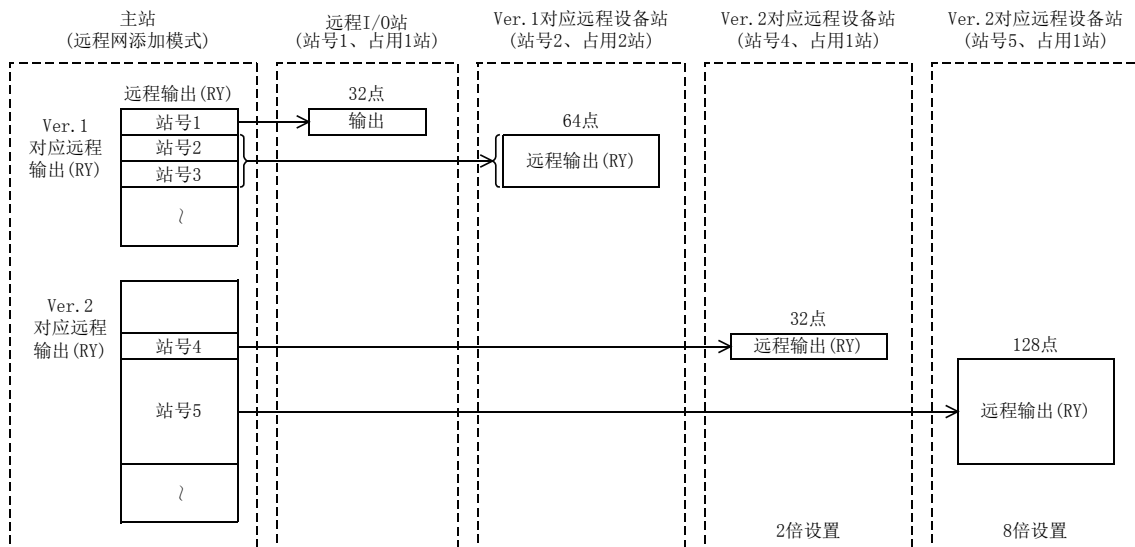 主站
(远程网添加模式)
远程I/O站
(站号1、占用1站)
Ver.1对应远程设备站
(站号2、占用2站)
Ver.2对应远程设备站
(站号4、占用1站)
Ver.2对应远程设备站
(站号5、占用1站)
远程输出(RY)
32点
Ver.1
对应远程
输出(RY)
站号1
输出
64点
站号2
远程输出(RY)
站号3
~
Ver.2
对应远程
输出(RY)
32点
站号4
远程输出(RY)
128点
站号5
远程输出(RY)
~
2倍设置
8倍设置